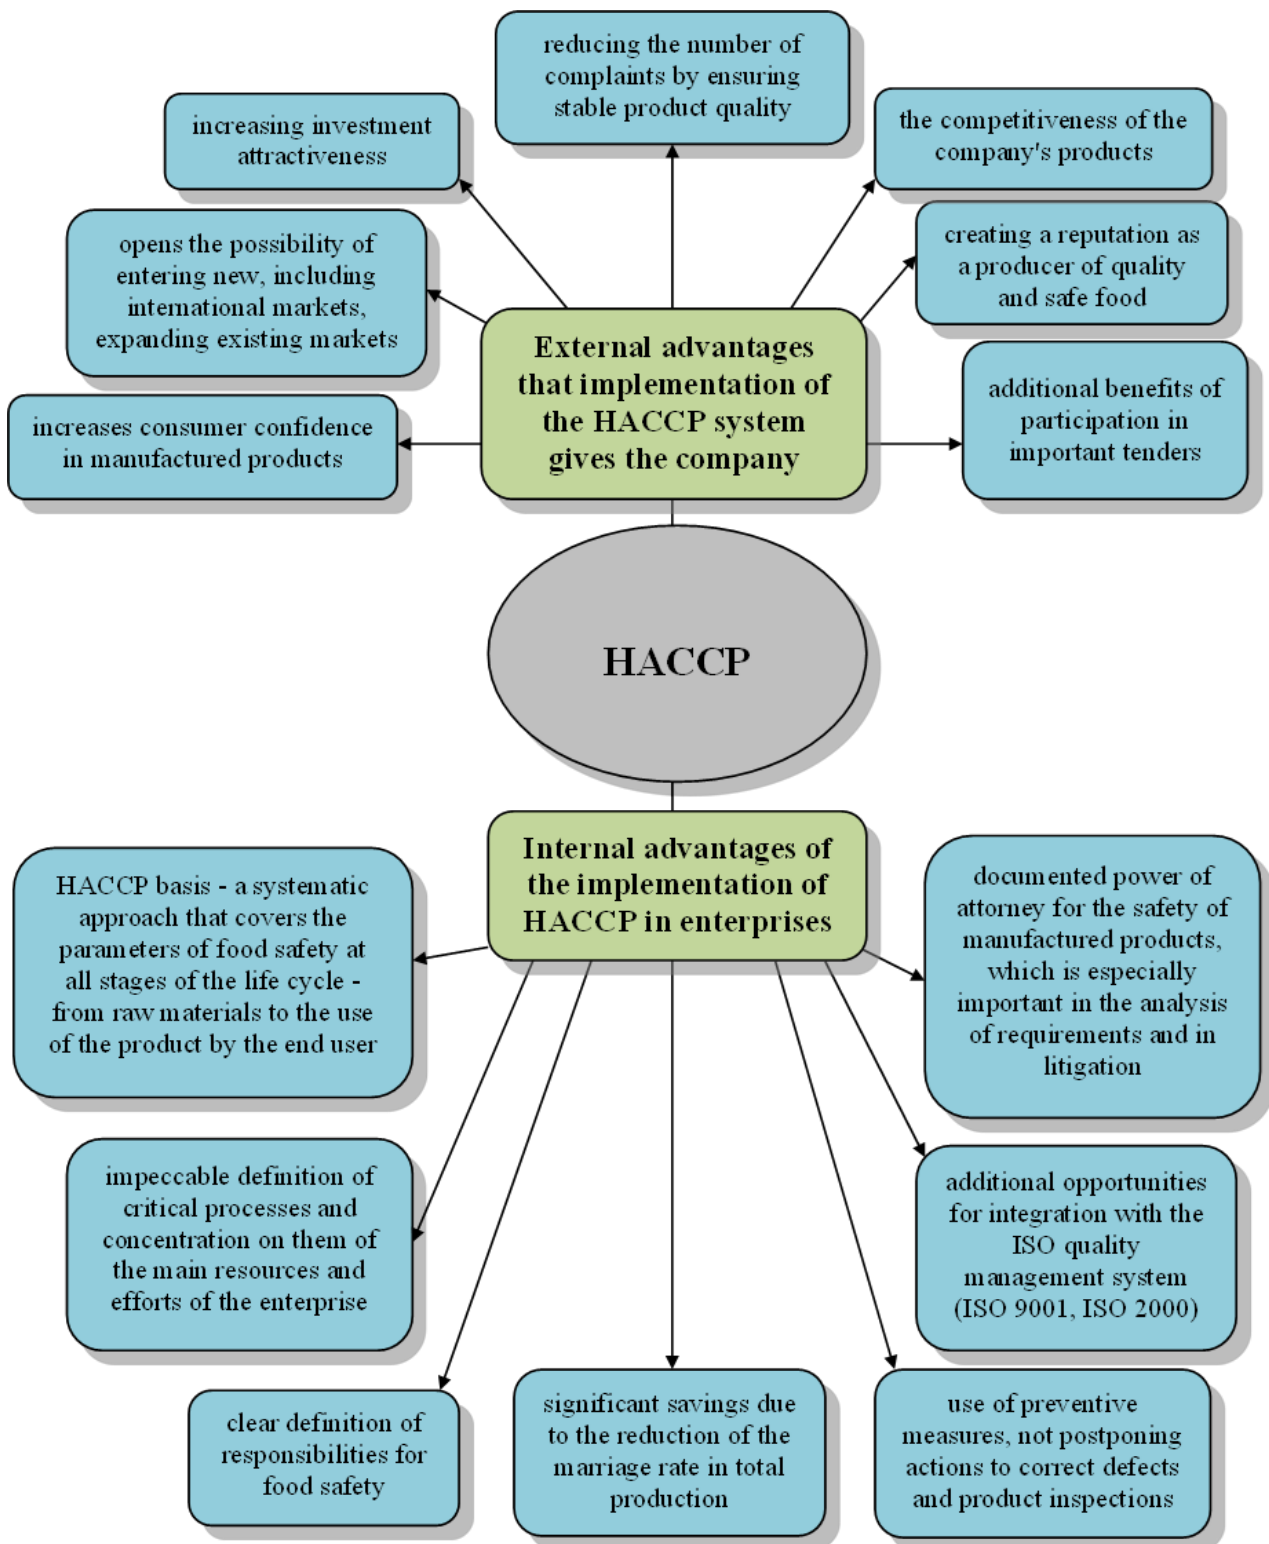 reducing the number of
complaints by ensuring
stable product quality
increasing investment
attractiveness
the competitiveness of the
company's products
opens the possibility of
entering new, including
international markets,
expanding existing markets
creating a reputation as
a producer of quality
and safe food
External advantages
that implementation of
the HACCP system
gives the company
increases consumer confidence
in manufactured products
additional benefits of
participation in
important tenders
HACCP
Internal advantages of
the implementation of
HACCP in enterprises
HACCP basis - a systematic
approach that covers the
parameters of food safety at
all stages of the life cycle -
from raw materials to the use
of the product by the end user
documented power of
attorney for the safety of
manufactured products,
which is especially
important in the analysis
of requirements and in
litigation
impeccable definition of
critical processes and
concentration on them of
the main resources and
efforts of the enterprise
additional opportunities
for integration with the
ISO quality
management system
(ISO 9001, ISO 2000)
clear definition of
responsibilities for
food safety
significant savings due
to the reduction of the
marriage rate in total
production
use of preventive
measures, not postponing
actions to correct defects
and product inspections